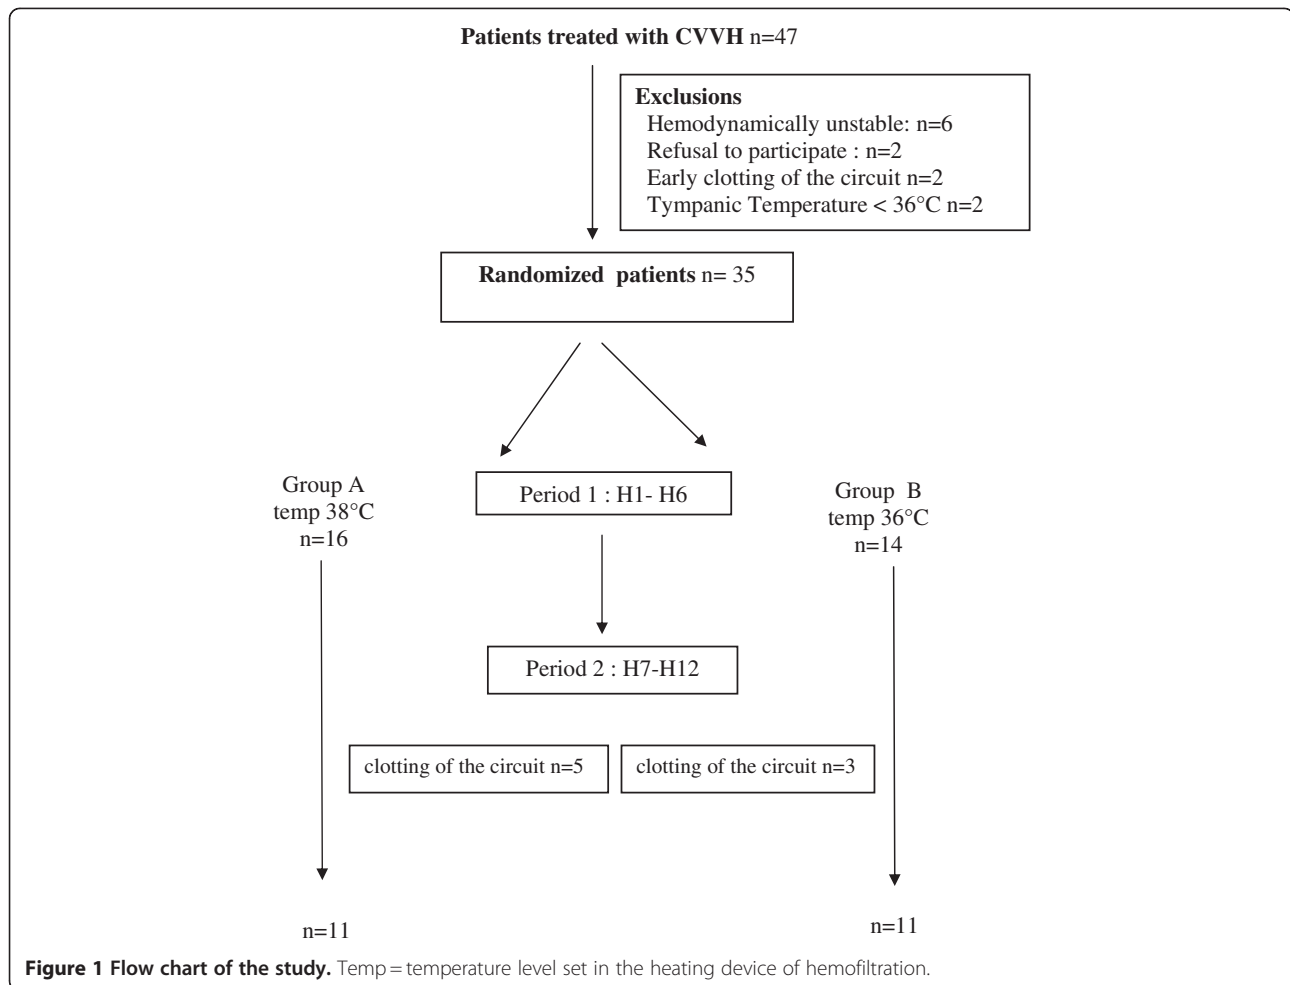 Patients treated with CVVH n=47
Exclusions
Hemodynamically unstable: n=6
Refusal to participate : n=2
Early clotting of the circuit n=2
Tympanic Temperature < 36°C n=2
Randomized patients n= 35
Group A
temp 38°C
n=16
Period 1 : H1- H6
Group B
temp 36°C
n=14
Period 2 : H7-H12
clotting of the circuit n=5
clotting of the circuit n=3
n=11
n=11
Figure 1 Flow chart of the study. Temp = temperature level set in the heating device of hemofiltration.